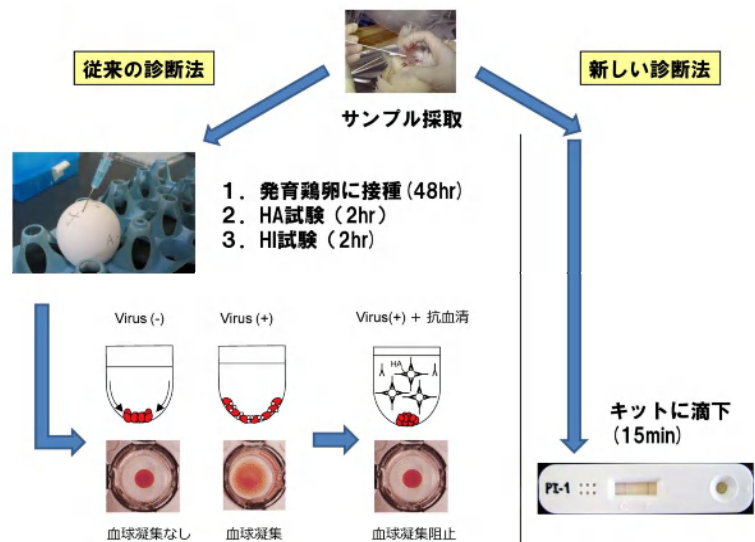 従来の診断法
新しい診断法
サンプル採取
1．発育鶏卵に接種(48hr)
2．HA試験（2hr）
3．HI試験（2hr)
Virus (-)
Virus (+)
Virus(+) + 抗血清
HA
血球凝集なし
血球凝集
血球凝集阻止
キットに滴下
(15min)
PI-1